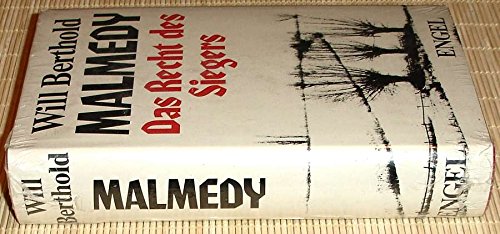 Will Berthold
MALMEDY
Das Recht des
Siegers
ENGEL
Will
Berthold
MALMEDY
ENGEL